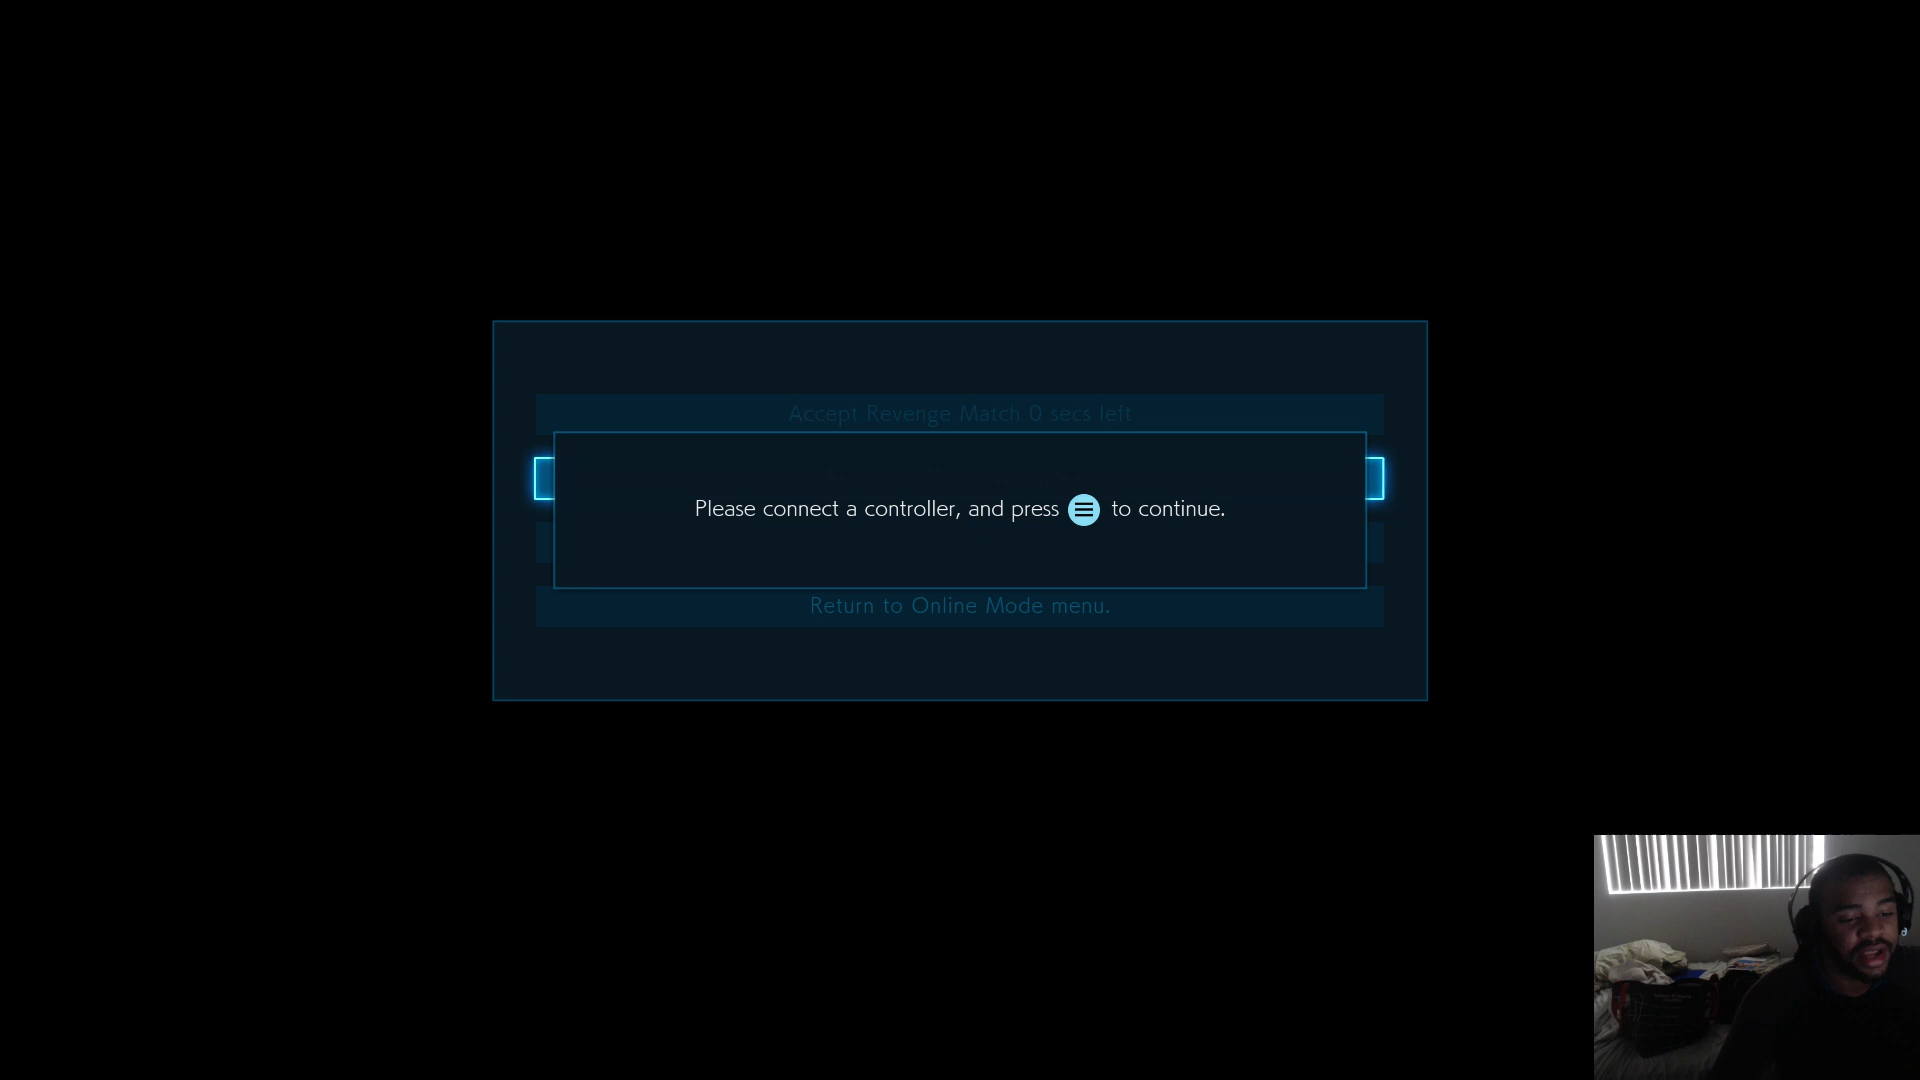 Accept Revenge Match 0 secs left
Please connect a controller, and press to continue.
Return to Online Mode menu.